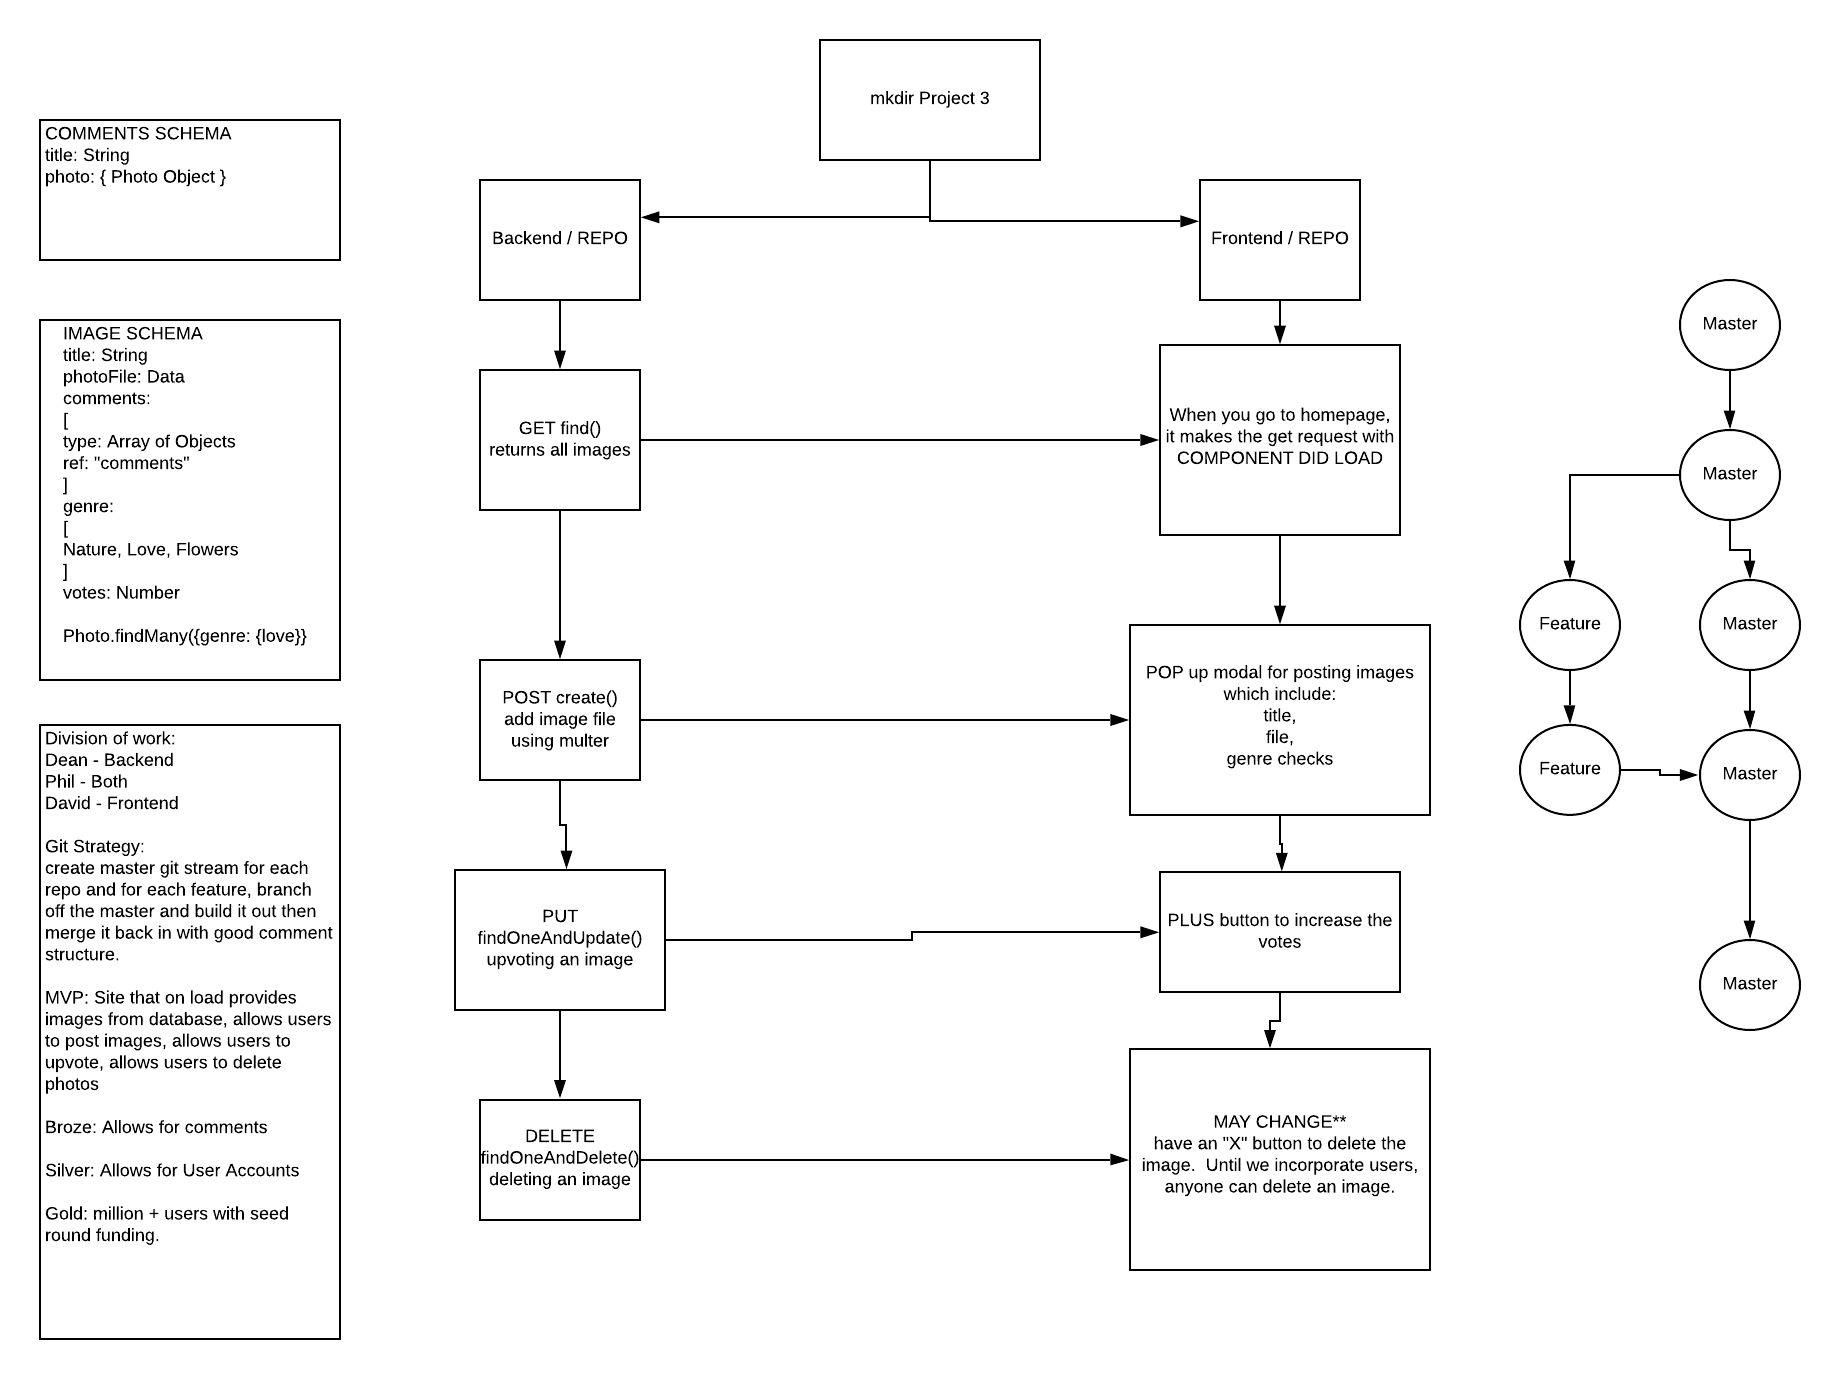 mkdir Project 3
COMMENTS SCHEMA
title: String
photo: { Photo Object }
Backend / REPO
Frontend / REPO
IMAGE SCHEMA
title: String
photoFile: Data
comments:
[
type: Array of Objects
ref: "comments"
]
genre:
[
Nature, Love, Flowers
]
votes: Number
Photo.findMany({genre: {love}}
GET find()
returns all images
When you go to homepage,
it makes the get request with
COMPONENT DID LOAD
POST create()
add image file
using multer
POP up modal for posting images
which include:
title,
file,
genre checks
Division of work:
Dean - Backend
Phil - Both
David - Frontend
Git Strategy:
create master git stream for each
repo and for each feature, branch
off the master and build it out then
merge it back in with good comment
structure.
MVP: Site that on load provides
images from database, allows users
to post images, allows users to
upvote, allows users to delete
photos
Broze: Allows for comments
Silver: Allows for User Accounts
Gold: million + users with seed
round funding.
PUT
findOneAndUpdate()
upvoting an image
PLUS button to increase the
votes
DELETE
findOneAndDelete()
deleting an image
MAY CHANGE**
have an "X" button to delete the
image.  Until we incorporate users,
anyone can delete an image.
Master
Master
Feature
Master
Feature
Master
Master